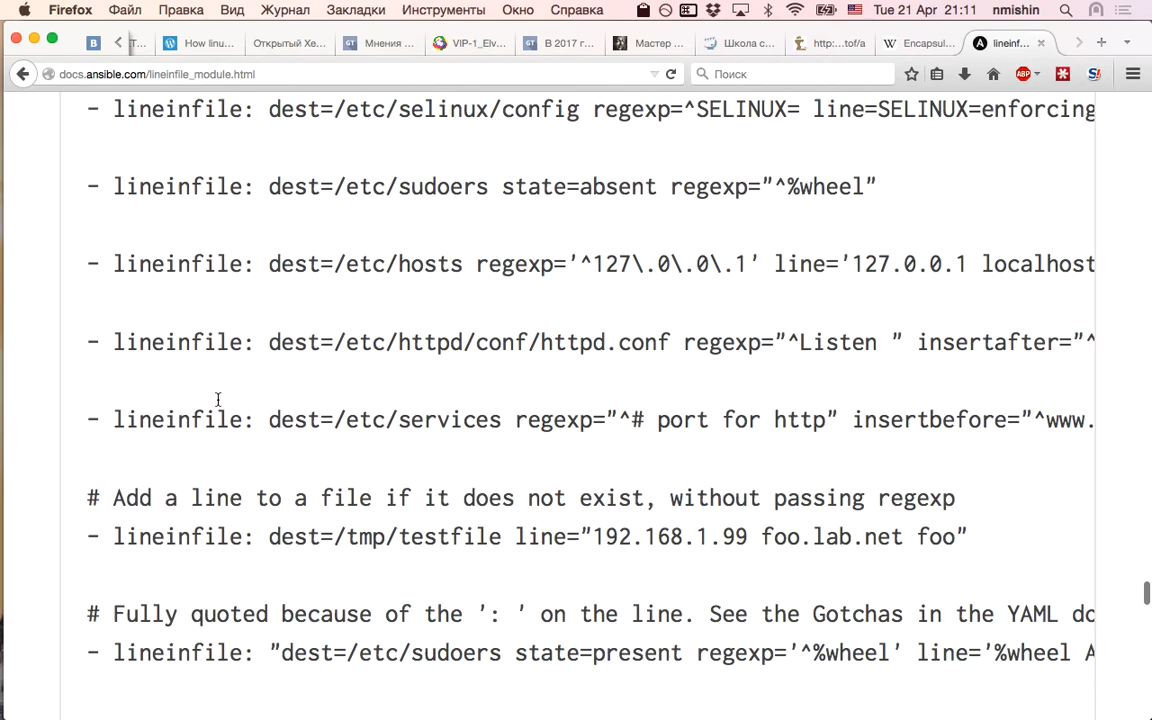 Firefox Файл Правка Вид Журнал Закладки Инструменты Окно Справка Tue 21 Apr 21:11 nmishin
T... How linu... Открытый Хе... Мнения ... VIP-1_Elv... В 2017 г... Мастер ... Школа с... http:...tof/a Encapsul... lineinf...
docs.ansible.com/lineinfile_module.html Поиск ABP
- lineinfile: dest=/etc/selinux/config regexp=^SELINUX= line=SELINUX=enforcing
- lineinfile: dest=/etc/sudoers state=absent regexp="^%wheel"
- lineinfile: dest=/etc/hosts regexp='^127\.0\.0\.1' line='127.0.0.1 localhost
- lineinfile: dest=/etc/httpd/conf/httpd.conf regexp="^Listen " insertafter="^
- lineinfile: dest=/etc/services regexp="^# port for http" insertbefore="^www.
# Add a line to a file if it does not exist, without passing regexp
- lineinfile: dest=/tmp/testfile line="192.168.1.99 foo.lab.net foo"
# Fully quoted because of the ': ' on the line. See the Gotchas in the YAML do
- lineinfile: "dest=/etc/sudoers state=present regexp='^%wheel' line='%wheel A